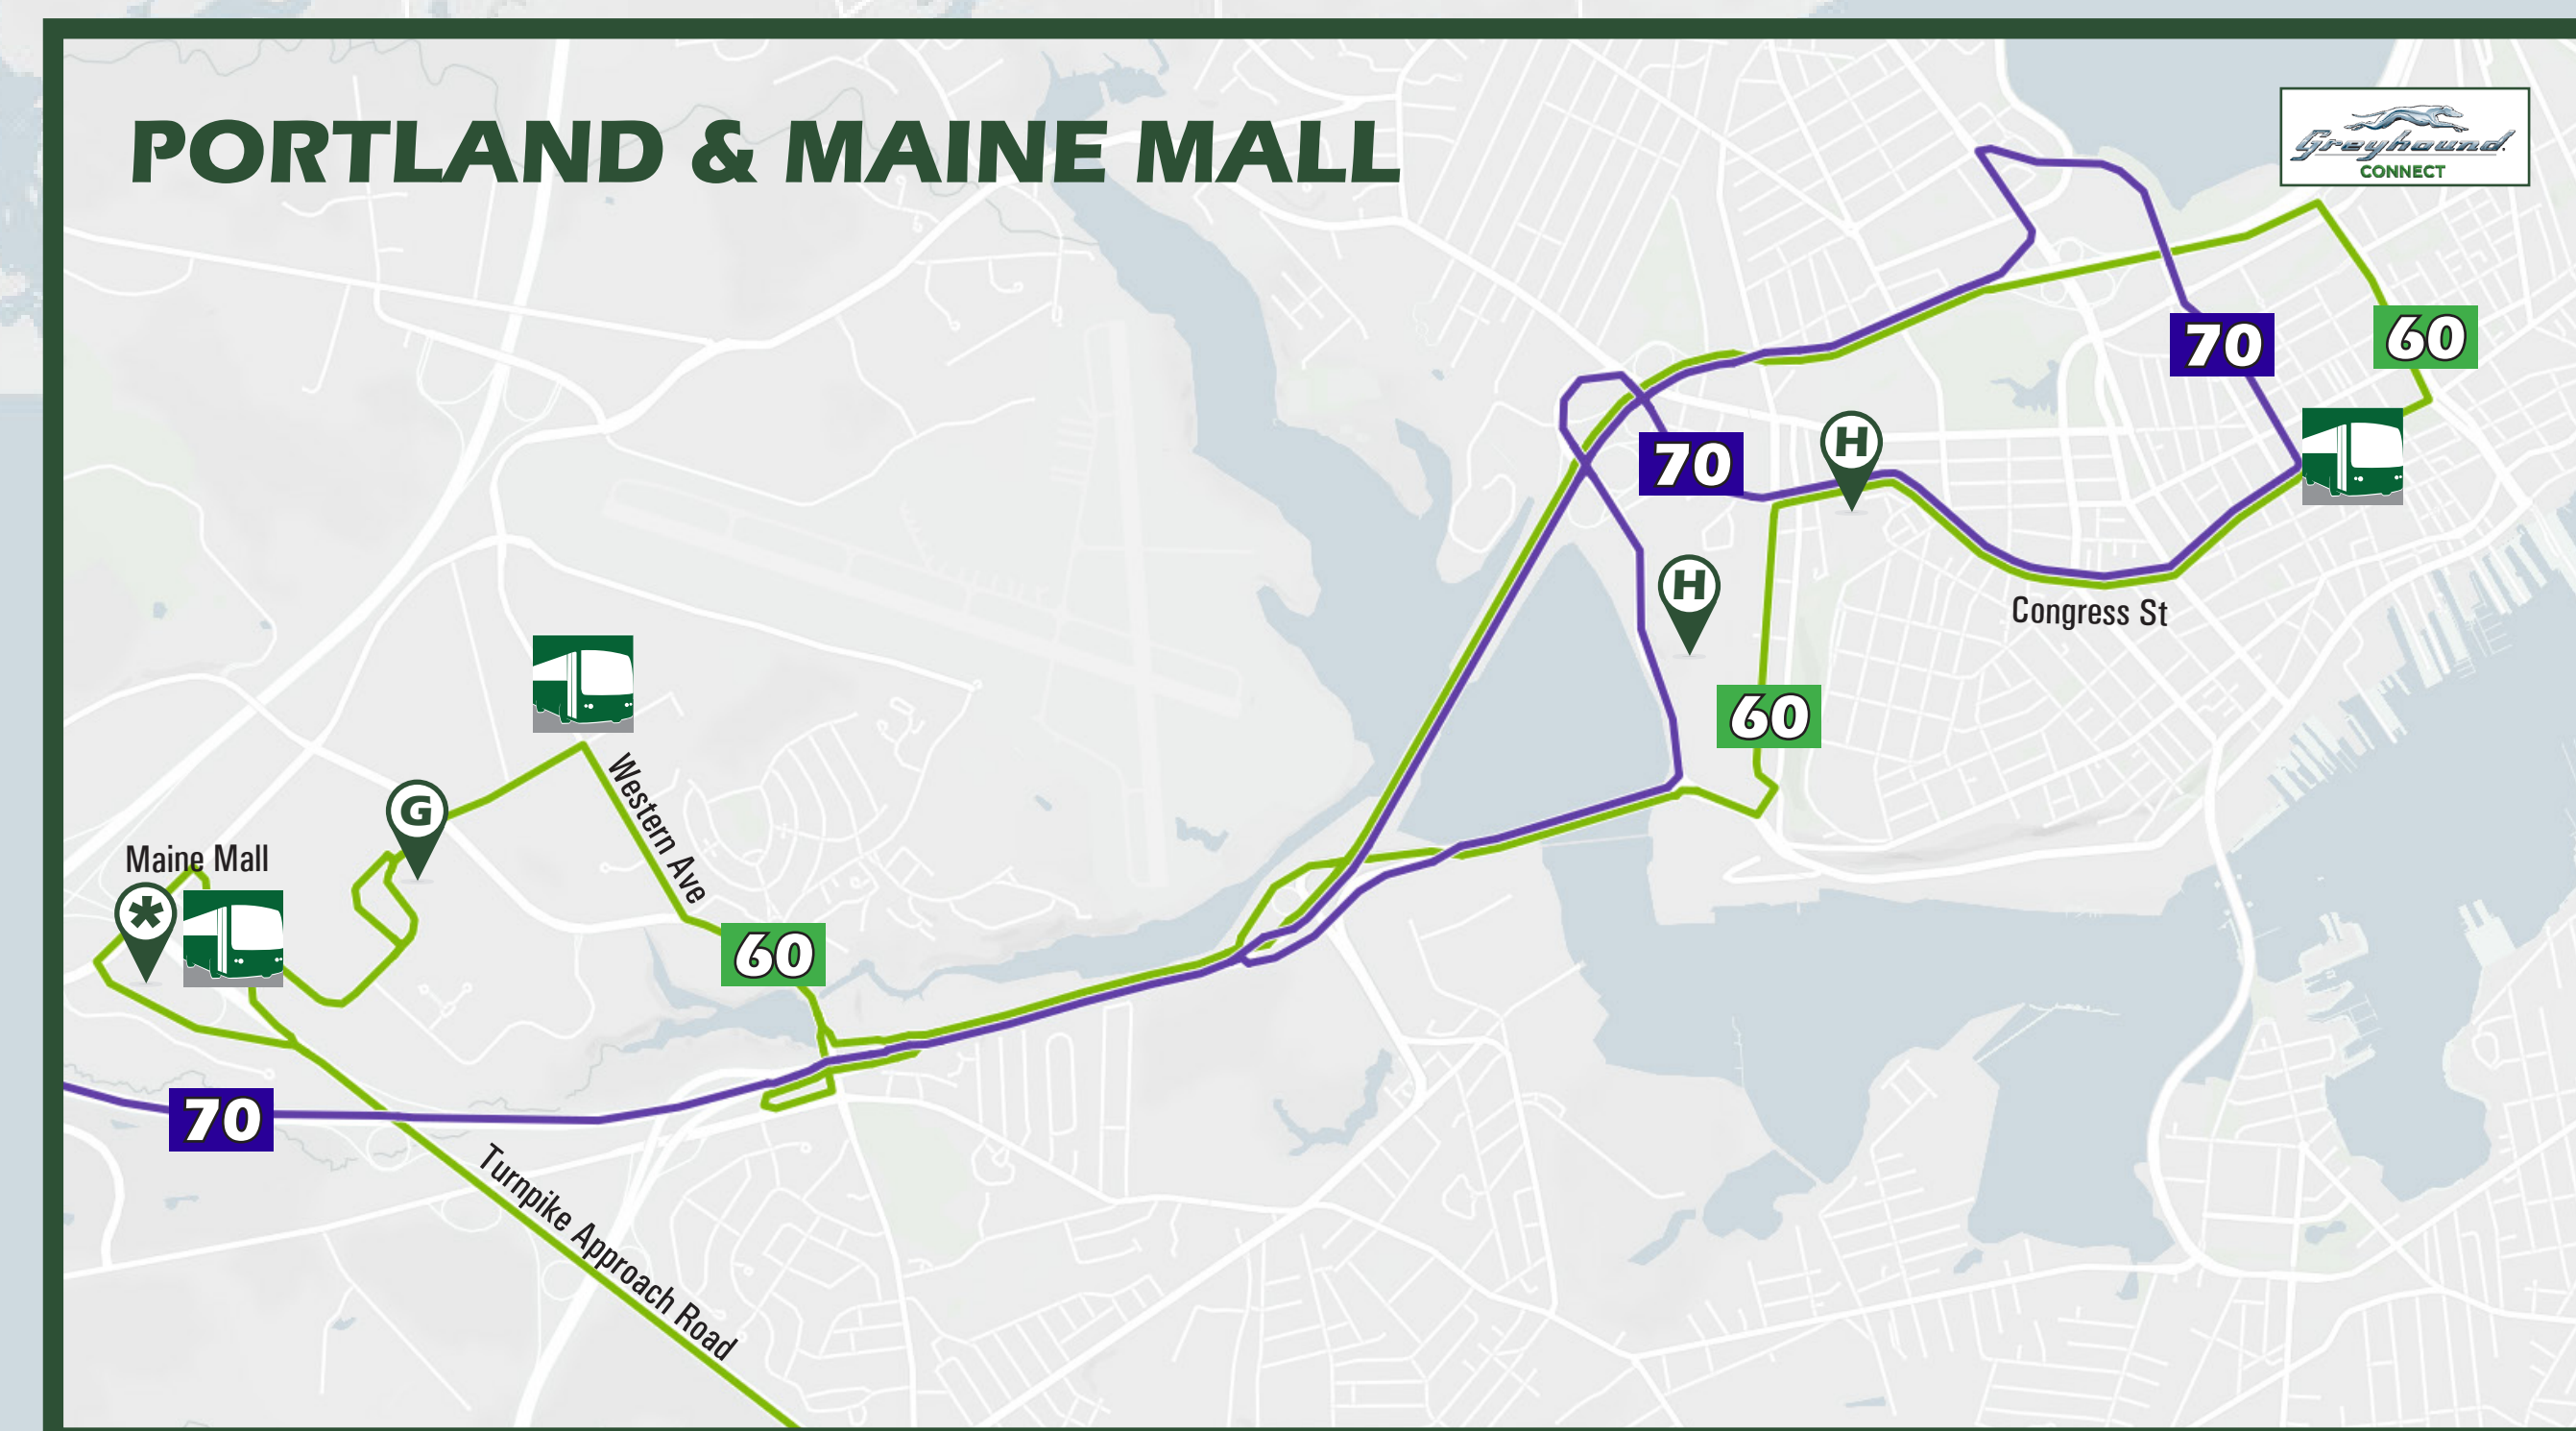 PORTLAND & MAINE MALL
Greyhound
CONNECT
70
60
70
H
H
Congress St
60
Western Ave
G
Maine Mall
*
60
70
Turnpike Approach Road